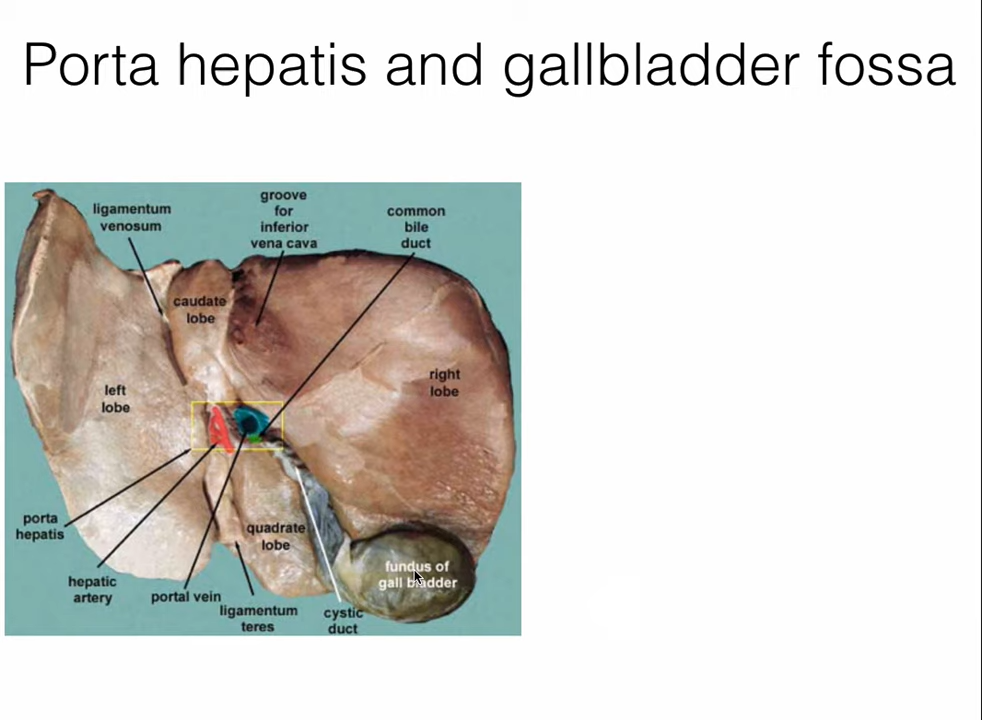 Porta hepatis and gallbladder fossa
ligamentum
venosum
groove
for
inferior
vena cava
common
bile
duct
caudate
lobe
left
lobe
right
lobe
porta
hepatis
hepatic
artery
portal vein
ligamentum
teres
quadrate
lobe
cystic
duct
fundus of
gall bladder